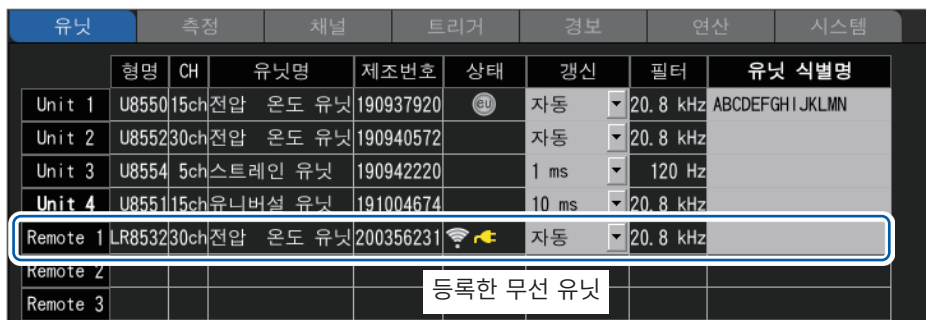 유닛 측정 채널 트리거 경보 연산 시스템
형명 CH 유닛명 제조번호 상태 갱신 필터 유닛 식별명
Unit 1 U8550 15ch 전압 온도 유닛 190937920 eu 자동 20.8 kHz ABCDEFGHIJKLMN
Unit 2 U8552 30ch 전압 온도 유닛 190940572 자동 20.8 kHz
Unit 3 U8554 5ch 스트레인 유닛 190942220 1 ms 120 Hz
Unit 4 U8551 15ch 유니버설 유닛 191004674 10 ms 20.8 kHz
Remote 1 LR8532 30ch 전압 온도 유닛 200356231 자동 20.8 kHz
Remote 2
등록한 무선 유닛
Remote 3